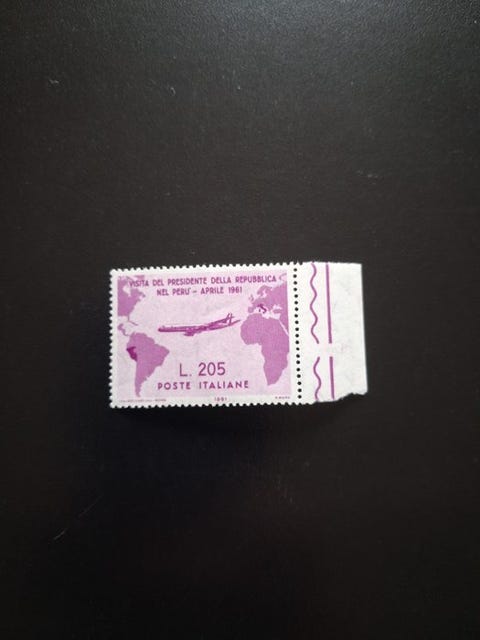 VISITA DEL PRESIDENTE DELLA REPUBBLICA
NEL PERU' - APRILE 1961
L. 205
POSTE ITALIANE
1961